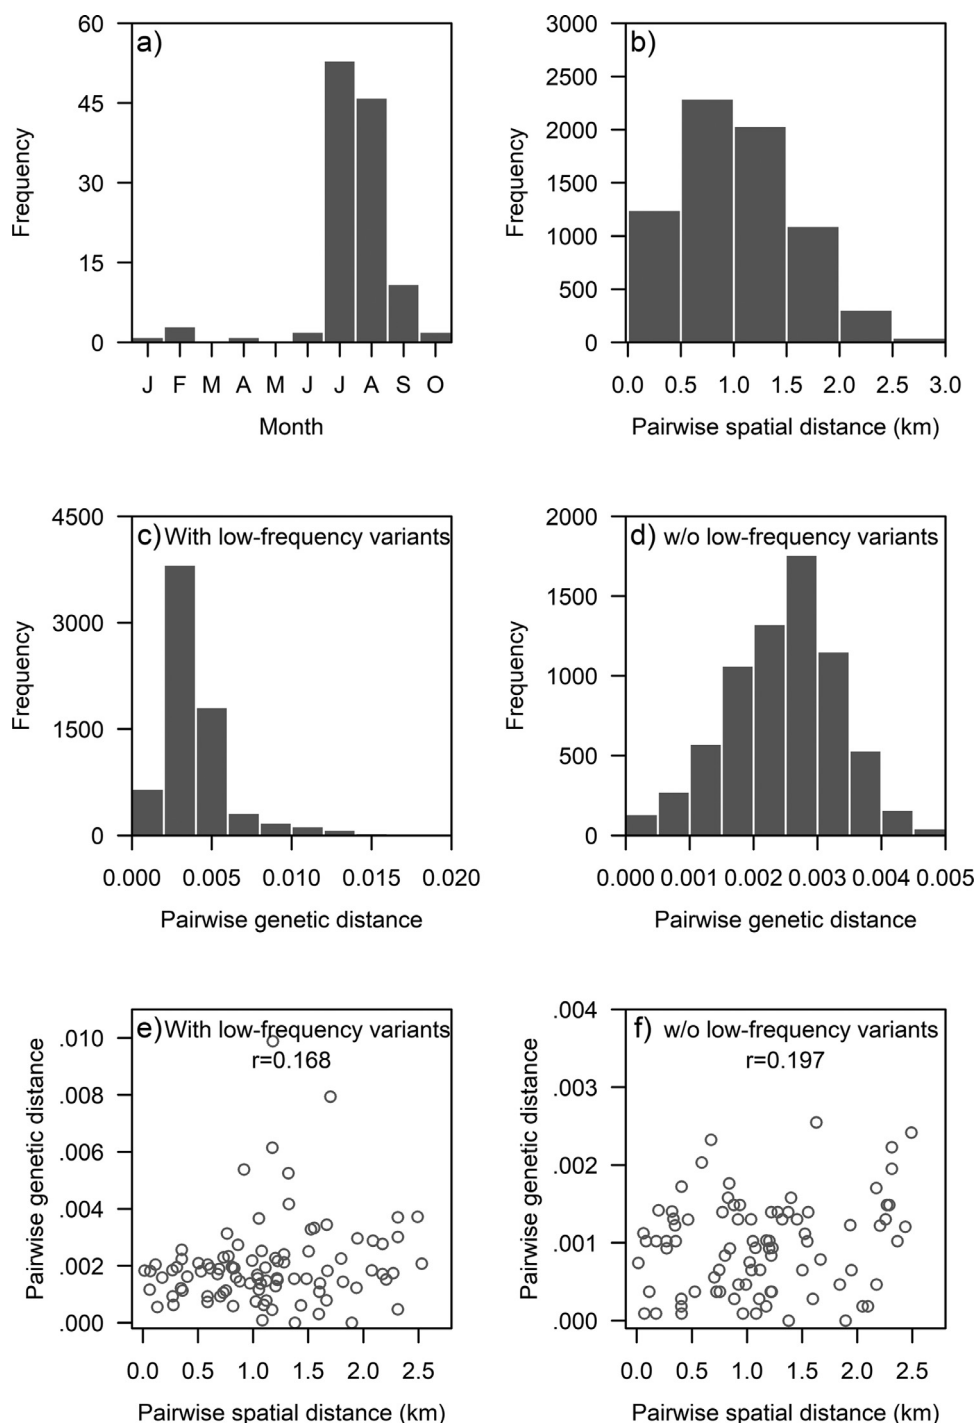 a)
60
45
30
15
0
Frequency
J F M A M J J A S O
Month
b)
3000
2500
2000
1500
1000
500
0
Frequency
0.0 0.5 1.0 1.5 2.0 2.5 3.0
Pairwise spatial distance (km)
c) With low-frequency variants
4500
3000
1500
0
Frequency
0.000 0.005 0.010 0.015 0.020
Pairwise genetic distance
d) w/o low-frequency variants
2000
1500
1000
500
0
Frequency
0.000 0.001 0.002 0.003 0.004 0.005
Pairwise genetic distance
e) With low-frequency variants
r=0.168
.010
.008
.006
.004
.002
.000
Pairwise genetic distance
0.0 0.5 1.0 1.5 2.0 2.5
Pairwise spatial distance (km)
f) w/o low-frequency variants
r=0.197
.004
.003
.002
.001
.000
Pairwise genetic distance
0.0 0.5 1.0 1.5 2.0 2.5
Pairwise spatial distance (km)